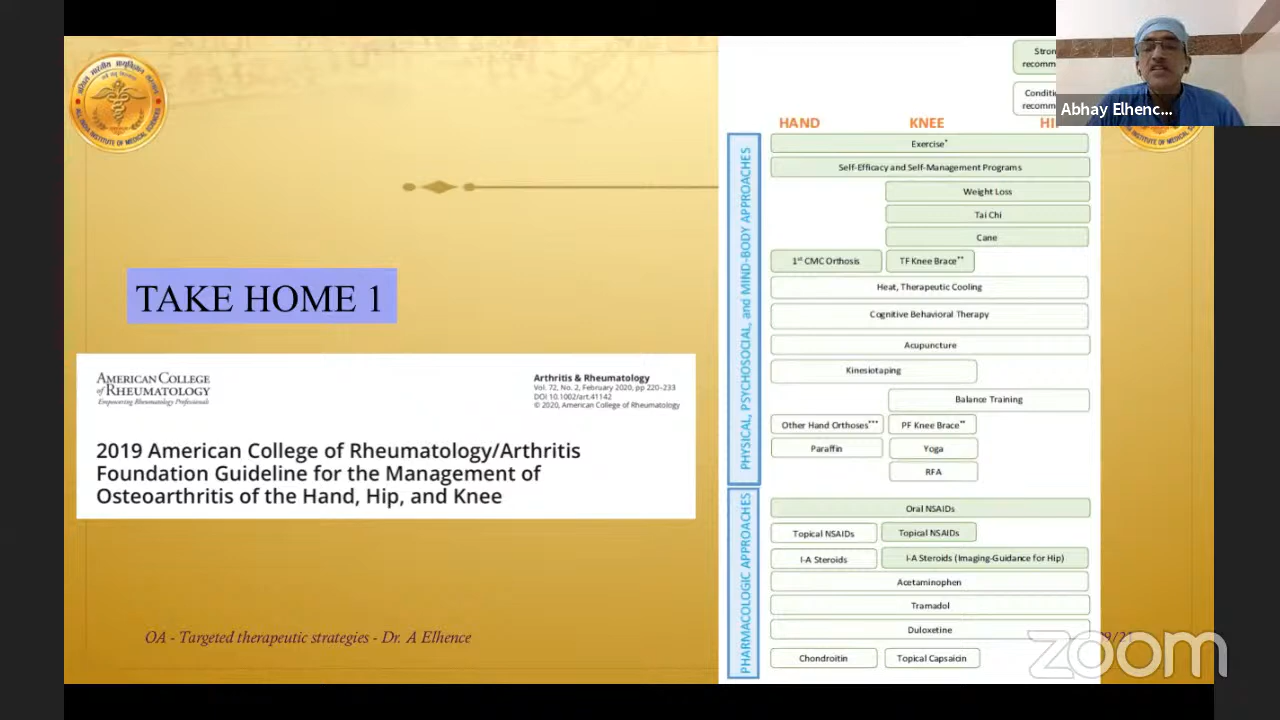 Abhay Elhenc...
TAKE HOME 1
AMERICAN COLLEGE
of RHEUMATOLOGY
Empowering Rheumatology Professionals
Arthritis & Rheumatology
Vol. 72, No. 2, February 2020, pp 220–233
DOI 10.1002/art.41142
© 2020, American College of Rheumatology
2019 American College of Rheumatology/Arthritis
Foundation Guideline for the Management of
Osteoarthritis of the Hand, Hip, and Knee
OA - Targeted therapeutic strategies - Dr. A Elhence
HAND KNEE
PHYSICAL, PSYCHOSOCIAL, and MIND-BODY APPROACHES
Exercise*
Self-Efficacy and Self-Management Programs
Weight Loss
Tai Chi
Cane
1st CMC Orthosis TF Knee Brace**
Heat, Therapeutic Cooling
Cognitive Behavioral Therapy
Acupuncture
Kinesiotaping
Balance Training
Other Hand Orthoses*** PF Knee Brace**
Paraffin Yoga
RFA
PHARMACOLOGIC APPROACHES
Oral NSAIDs
Topical NSAIDs Topical NSAIDs
I-A Steroids I-A Steroids (Imaging-Guidance for Hip)
Acetaminophen
Tramadol
Duloxetine
Chondroitin Topical Capsaicin
zoom